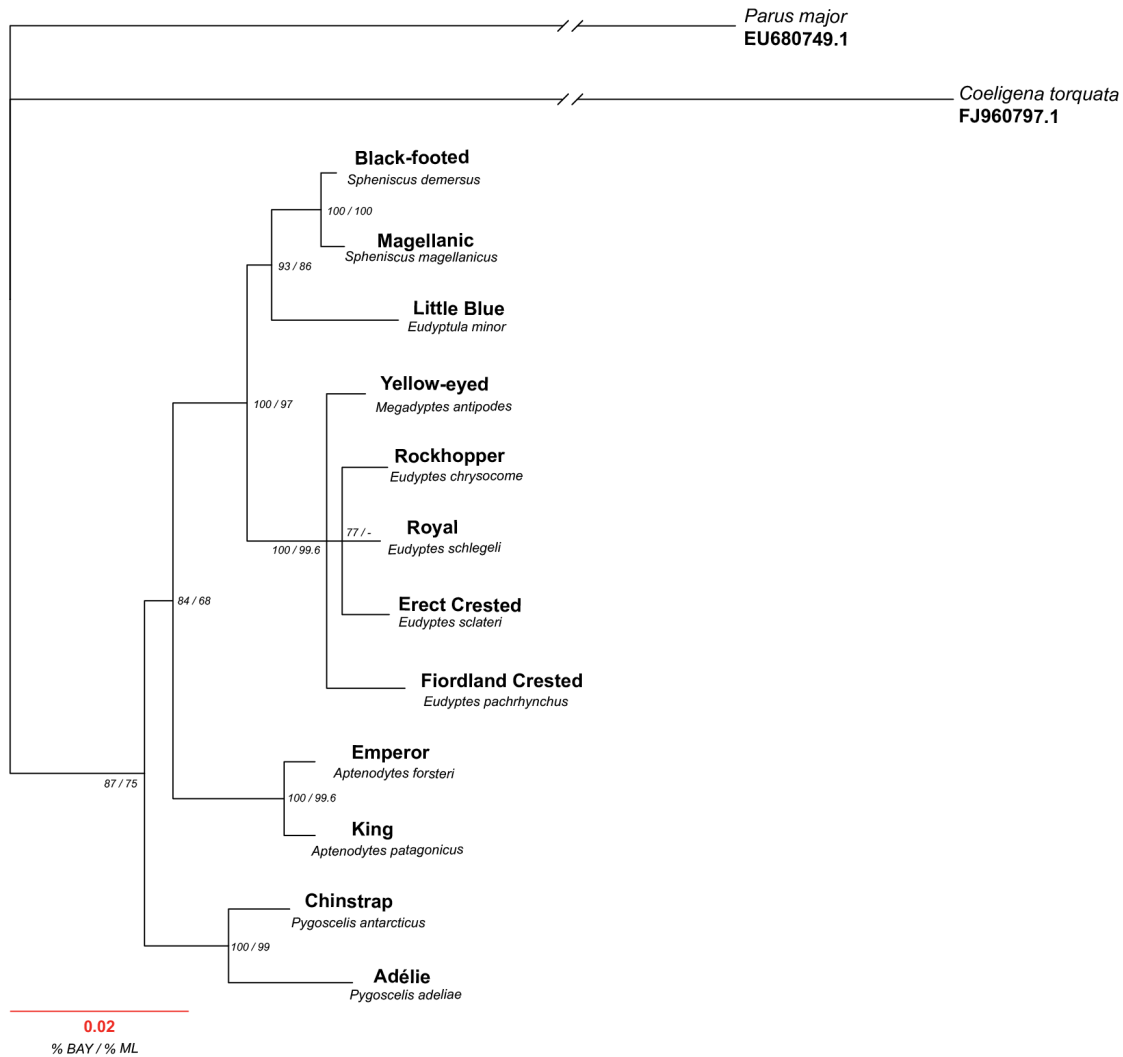 Parus major
EU680749.1
Coeligena torquata
FJ960797.1
Black-footed
Spheniscus demersus
100 / 100
Magellanic
Spheniscus magellanicus
93 / 86
Little Blue
Eudyptula minor
Yellow-eyed
Megadyptes antipodes
100 / 97
Rockhopper
Eudyptes chrysocome
Royal
77 / -
Eudyptes schlegeli
100 / 99.6
Erect Crested
Eudyptes sclateri
84 / 68
Fiordland Crested
Eudyptes pachrhynchus
Emperor
Aptenodytes forsteri
87 / 75
100 / 99.6
King
Aptenodytes patagonicus
Chinstrap
Pygoscelis antarcticus
100 / 99
Adélie
Pygoscelis adeliae
0.02
% BAY / % ML